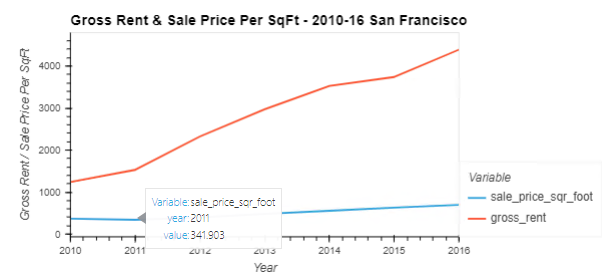 Gross Rent & Sale Price Per SqFt - 2010-16 San Francisco
Gross Rent / Sale Price Per SqFt
4000
3000
2000
1000
0
Variable:sale_price_sqr_foot
year:2011
value:341.903
2010 2011 2012 2013 2014 2015 2016
Year
Variable
sale_price_sqr_foot
gross_rent